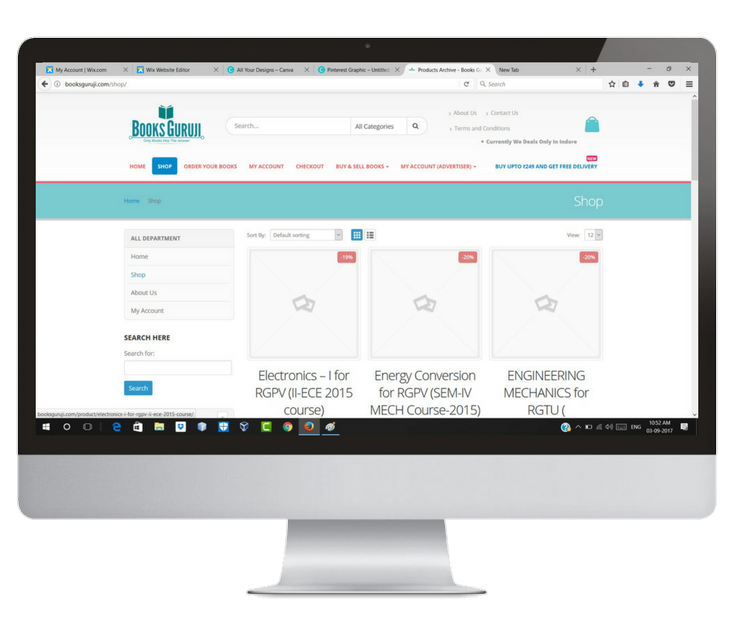 My Account | Wix.com
Wix Website Editor
All Your Designs – Canva
Pinterest Graphic – Untitled
Products Archive - Books G
New Tab
booksguruji.com/shop/
Search
BOOKS GURUJI
Search...
All Categories
About Us
Contact Us
Terms and Conditions
Currently We Deals Only In Indore
NEW
HOME
SHOP
ORDER YOUR BOOKS
MY ACCOUNT
CHECKOUT
BUY & SELL BOOKS
MY ACCOUNT (ADVERTISER)
BUY UPTO ₹249 AND GET FREE DELIVERY
Home Shop
Shop
ALL DEPARTMENT
Home
Shop
About Us
My Account
SEARCH HERE
Search for:
Search
Sort By: Default sorting
View: 12
-19%
-20%
-20%
Electronics – I for
RGPV (II-ECE 2015
course)
Energy Conversion
for RGPV (SEM-IV
MECH Course-2015)
ENGINEERING
MECHANICS for
RGTU (
booksguruji.com/product/electronics-i-for-rgpv-ii-ece-2015-course/
ENG
10:52 AM
03-09-2017